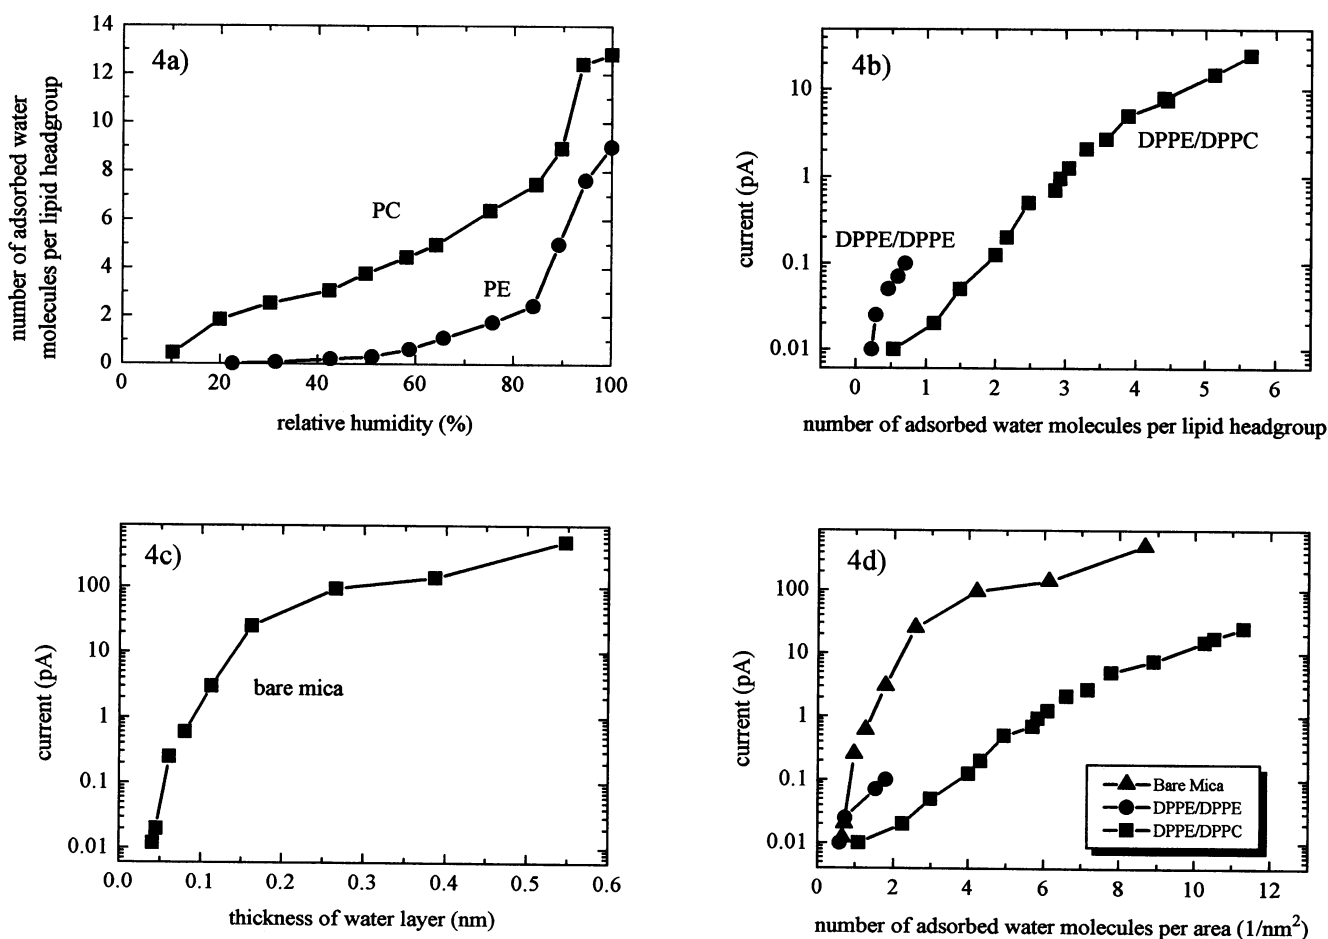 4a)
number of adsorbed water
molecules per lipid headgroup
14
12
10
8
6
4
2
0
PC
PE
0 20 40 60 80 100
relative humidity (%)
4b)
current (pA)
10
1
0.1
0.01
DPPE/DPPC
DPPE/DPPE
0 1 2 3 4 5 6
number of adsorbed water molecules per lipid headgroup
4c)
current (pA)
100
10
1
0.1
0.01
bare mica
0.0 0.1 0.2 0.3 0.4 0.5 0.6
thickness of water layer (nm)
4d)
current (pA)
100
10
1
0.1
0.01
Bare Mica
DPPE/DPPE
DPPE/DPPC
0 2 4 6 8 10 12
number of adsorbed water molecules per area (1/nm²)